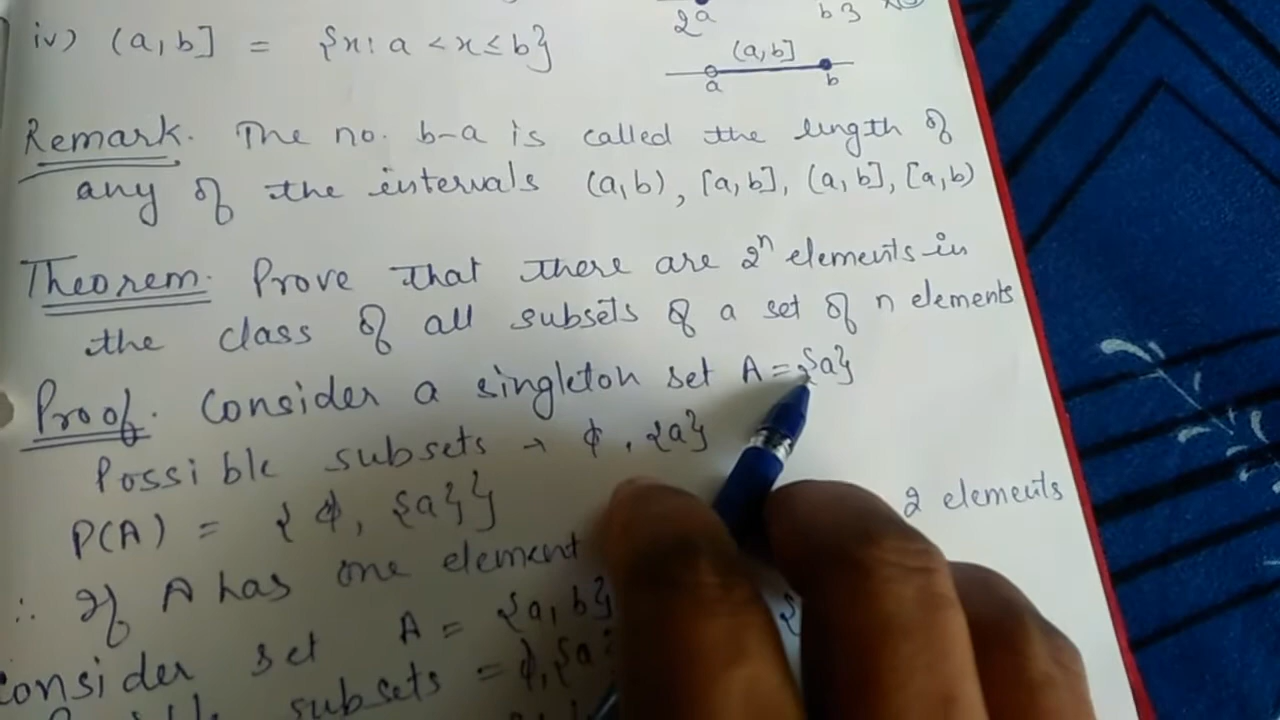 2 a b 3
iv) (a,b] = {x: a < x ≤ b}
(a,b]
a b
Remark. The no. b-a is called the length of
any of the intervals (a,b), [a,b], (a,b], [a,b)
Theorem. Prove that there are 2ⁿ elements in
the class of all subsets of a set of n elements
Proof. Consider a singleton set A = {a}
Possible subsets → ϕ, {a}
P(A) = {ϕ, {a}}
∴ If A has one element 2 elements
Consider set A = {a, b}
subsets = ϕ, {a